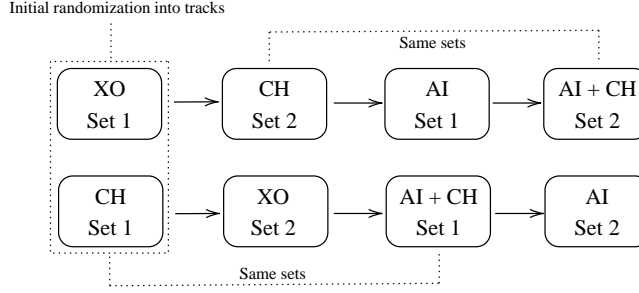 Initial randomization into tracks
Same sets
XO
Set 1
CH
Set 2
AI
Set 1
AI + CH
Set 2
CH
Set 1
XO
Set 2
AI + CH
Set 1
AI
Set 2
Same sets